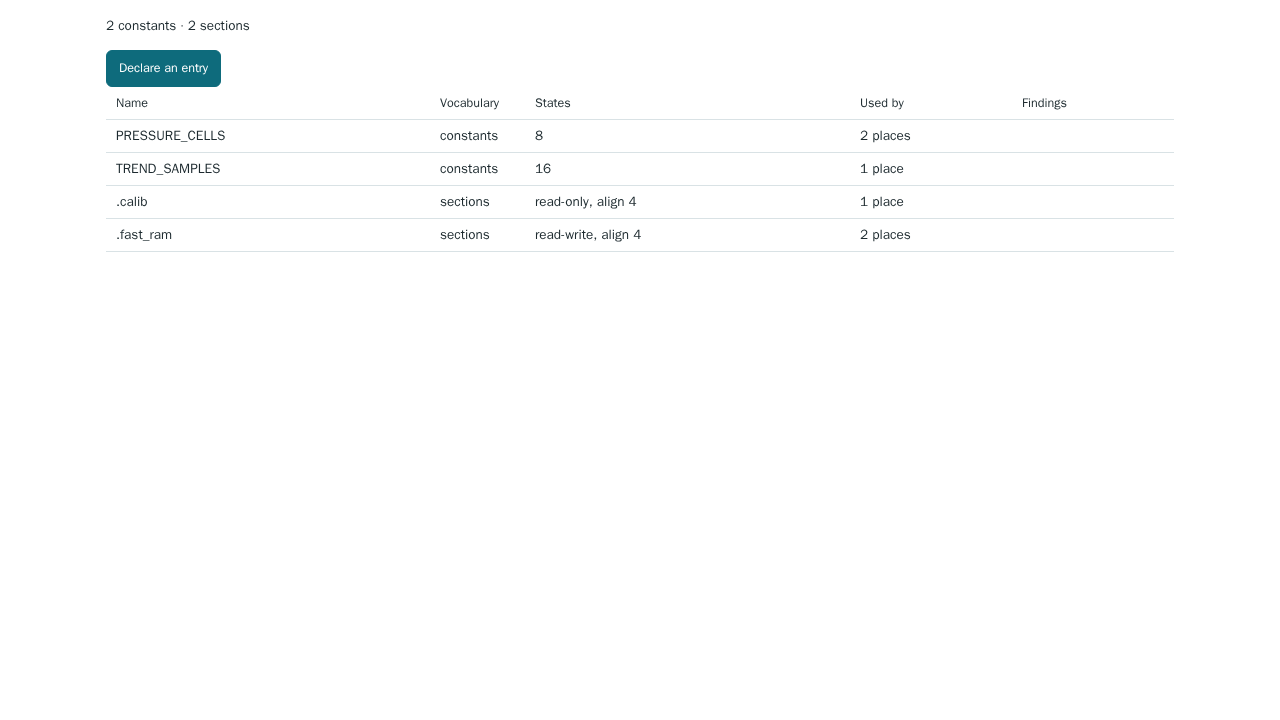 2 constants · 2 sections
Declare an entry
Name Vocabulary States Used by Findings
PRESSURE_CELLS constants 8 2 places
TREND_SAMPLES constants 16 1 place
.calib sections read-only, align 4 1 place
.fast_ram sections read-write, align 4 2 places